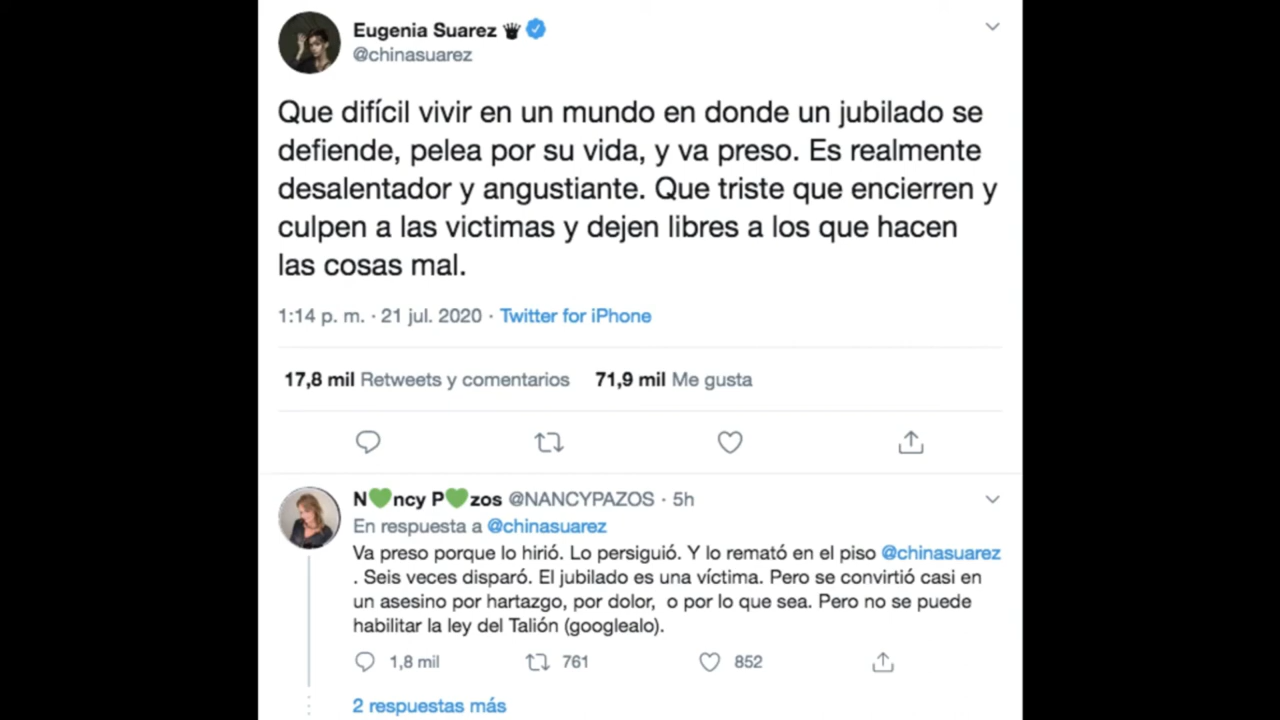 Eugenia Suarez
@chinasuarez
Que difícil vivir en un mundo en donde un jubilado se
defiende, pelea por su vida, y va preso. Es realmente
desalentador y angustiante. Que triste que encierren y
culpen a las victimas y dejen libres a los que hacen
las cosas mal.
1:14 p. m. · 21 jul. 2020 · Twitter for iPhone
17,8 mil Retweets y comentarios 71,9 mil Me gusta
N💚ncy P💚zos @NANCYPAZOS · 5h
En respuesta a @chinasuarez
Va preso porque lo hirió. Lo persiguió. Y lo remató en el piso @chinasuarez
. Seis veces disparó. El jubilado es una víctima. Pero se convirtió casi en
un asesino por hartazgo, por dolor, o por lo que sea. Pero no se puede
habilitar la ley del Talión (googlealo).
1,8 mil 761 852
2 respuestas más